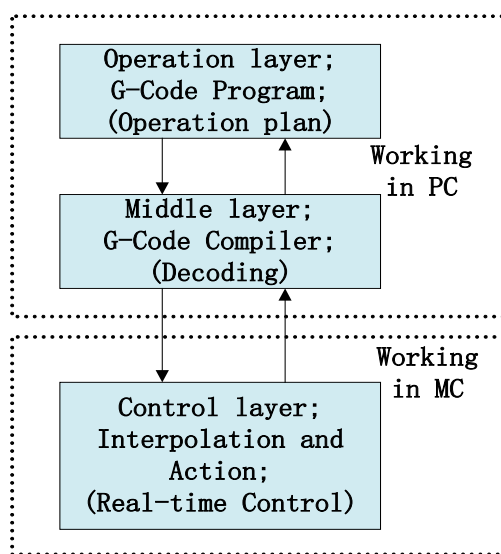 Operation layer;
G-Code Program;
(Operation plan)
Working
in PC
Middle layer;
G-Code Compiler;
(Decoding)
Working
in MC
Control layer;
Interpolation and
Action;
(Real-time Control)